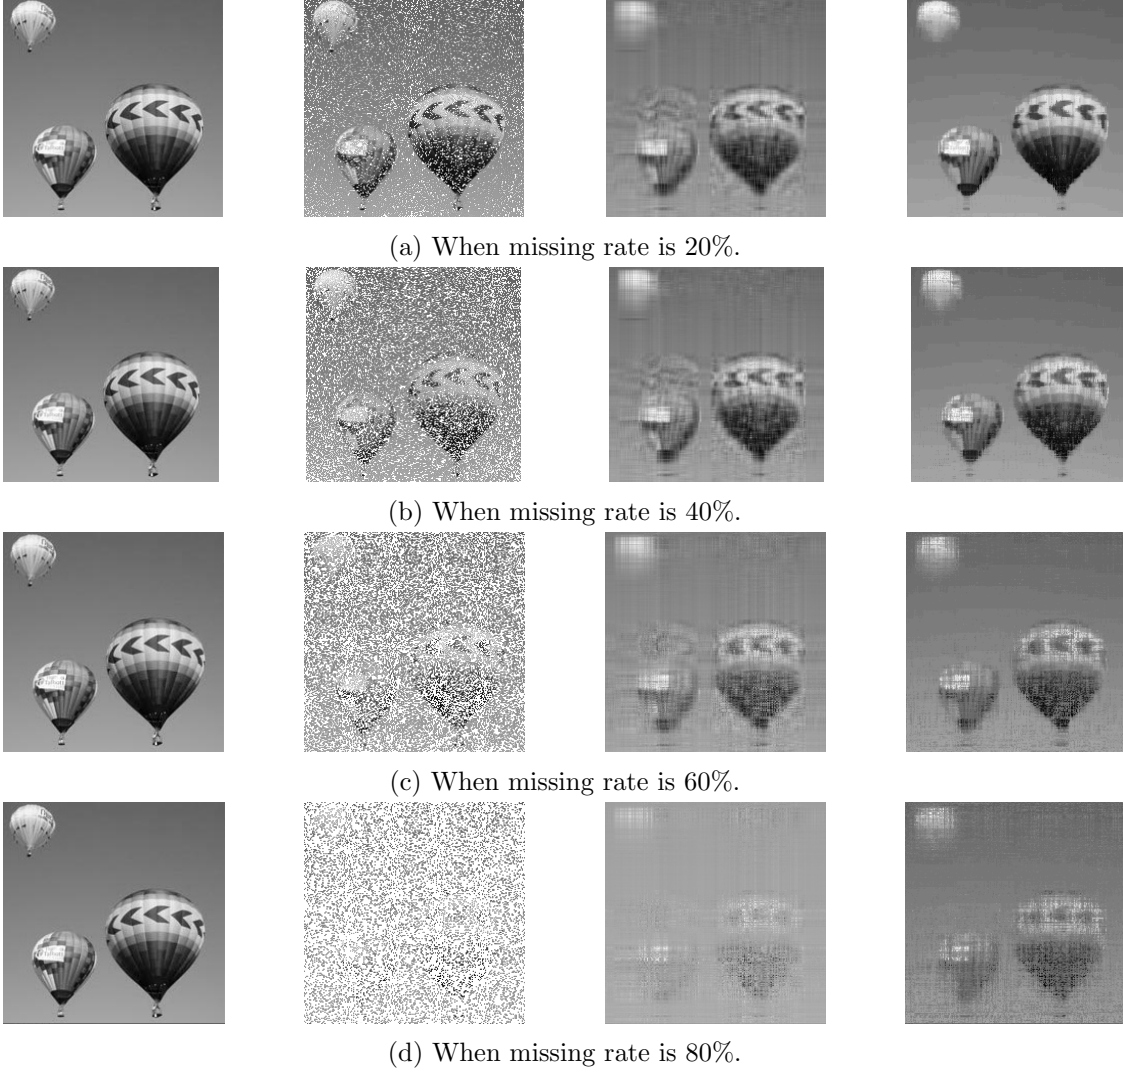 (a) When missing rate is 20%.
(b) When missing rate is 40%.
(c) When missing rate is 60%.
(d) When missing rate is 80%.